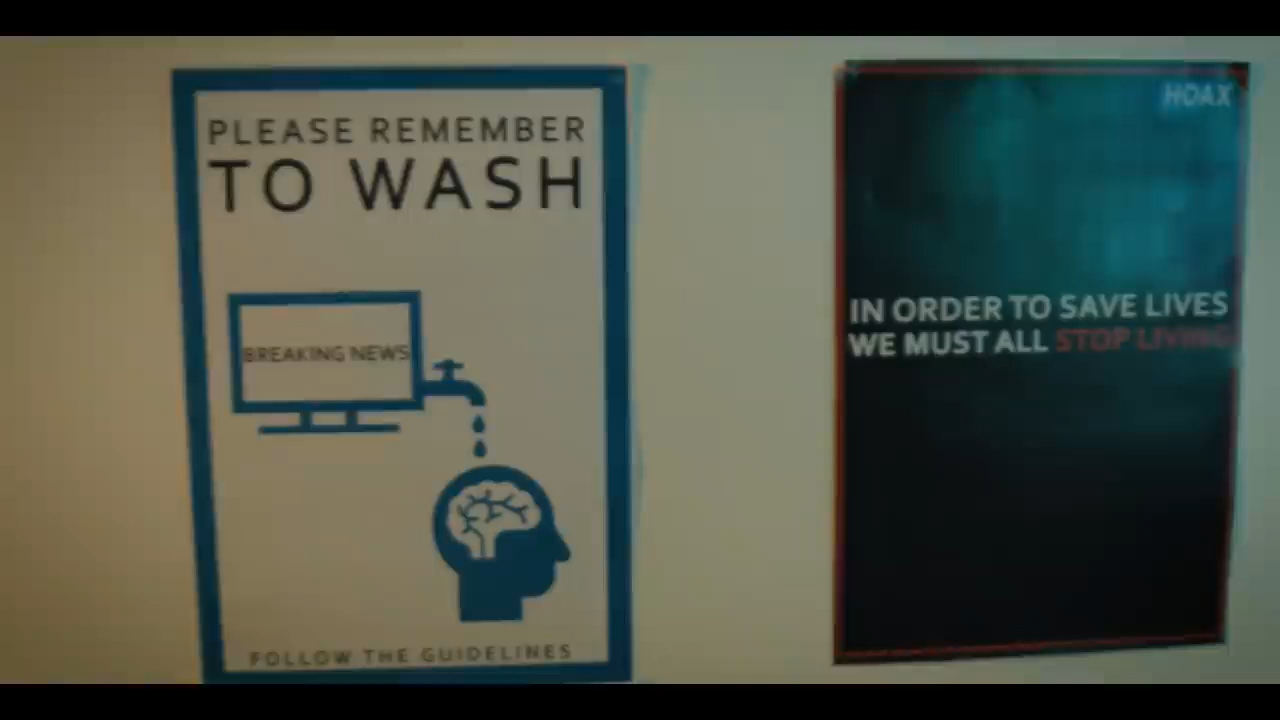 PLEASE REMEMBER
TO WASH
BREAKING NEWS
FOLLOW THE GUIDELINES
HOAX
IN ORDER TO SAVE LIVES
WE MUST ALL STOP LIVING